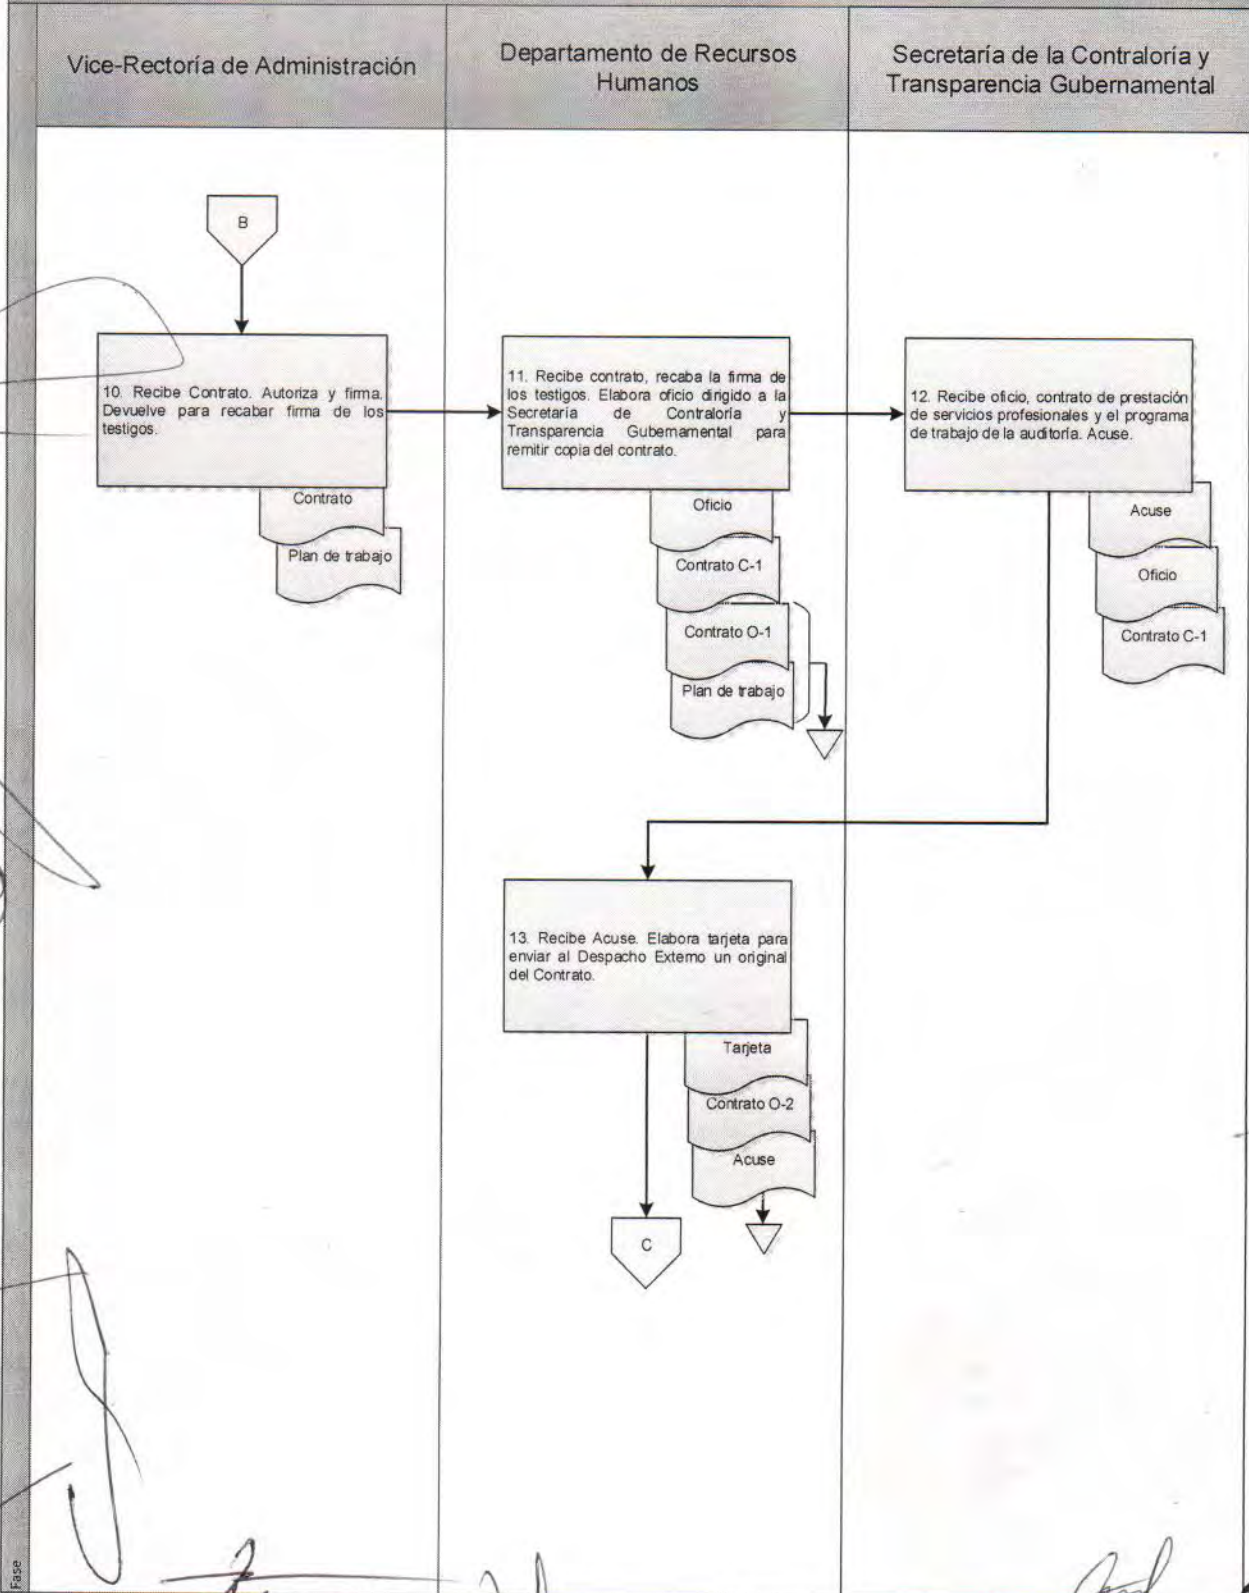 Vice-Rectoría de Administración
Departamento de Recursos
Humanos
Secretaría de la Contraloría y
Transparencia Gubernamental
B
10. Recibe Contrato. Autoriza y firma.
Devuelve para recabar firma de los
testigos.
Contrato
Plan de trabajo
11. Recibe contrato, recaba la firma de
los testigos. Elabora oficio dirigido a la
Secretaría de Contraloría y
Transparencia Gubernamental para
remitir copia del contrato.
Oficio
Contrato C-1
Contrato O-1
Plan de trabajo
12. Recibe oficio, contrato de prestación
de servicios profesionales y el programa
de trabajo de la auditoría. Acuse.
Acuse
Oficio
Contrato C-1
13. Recibe Acuse. Elabora tarjeta para
enviar al Despacho Externo un original
del Contrato.
Tarjeta
Contrato O-2
Acuse
C
Fase